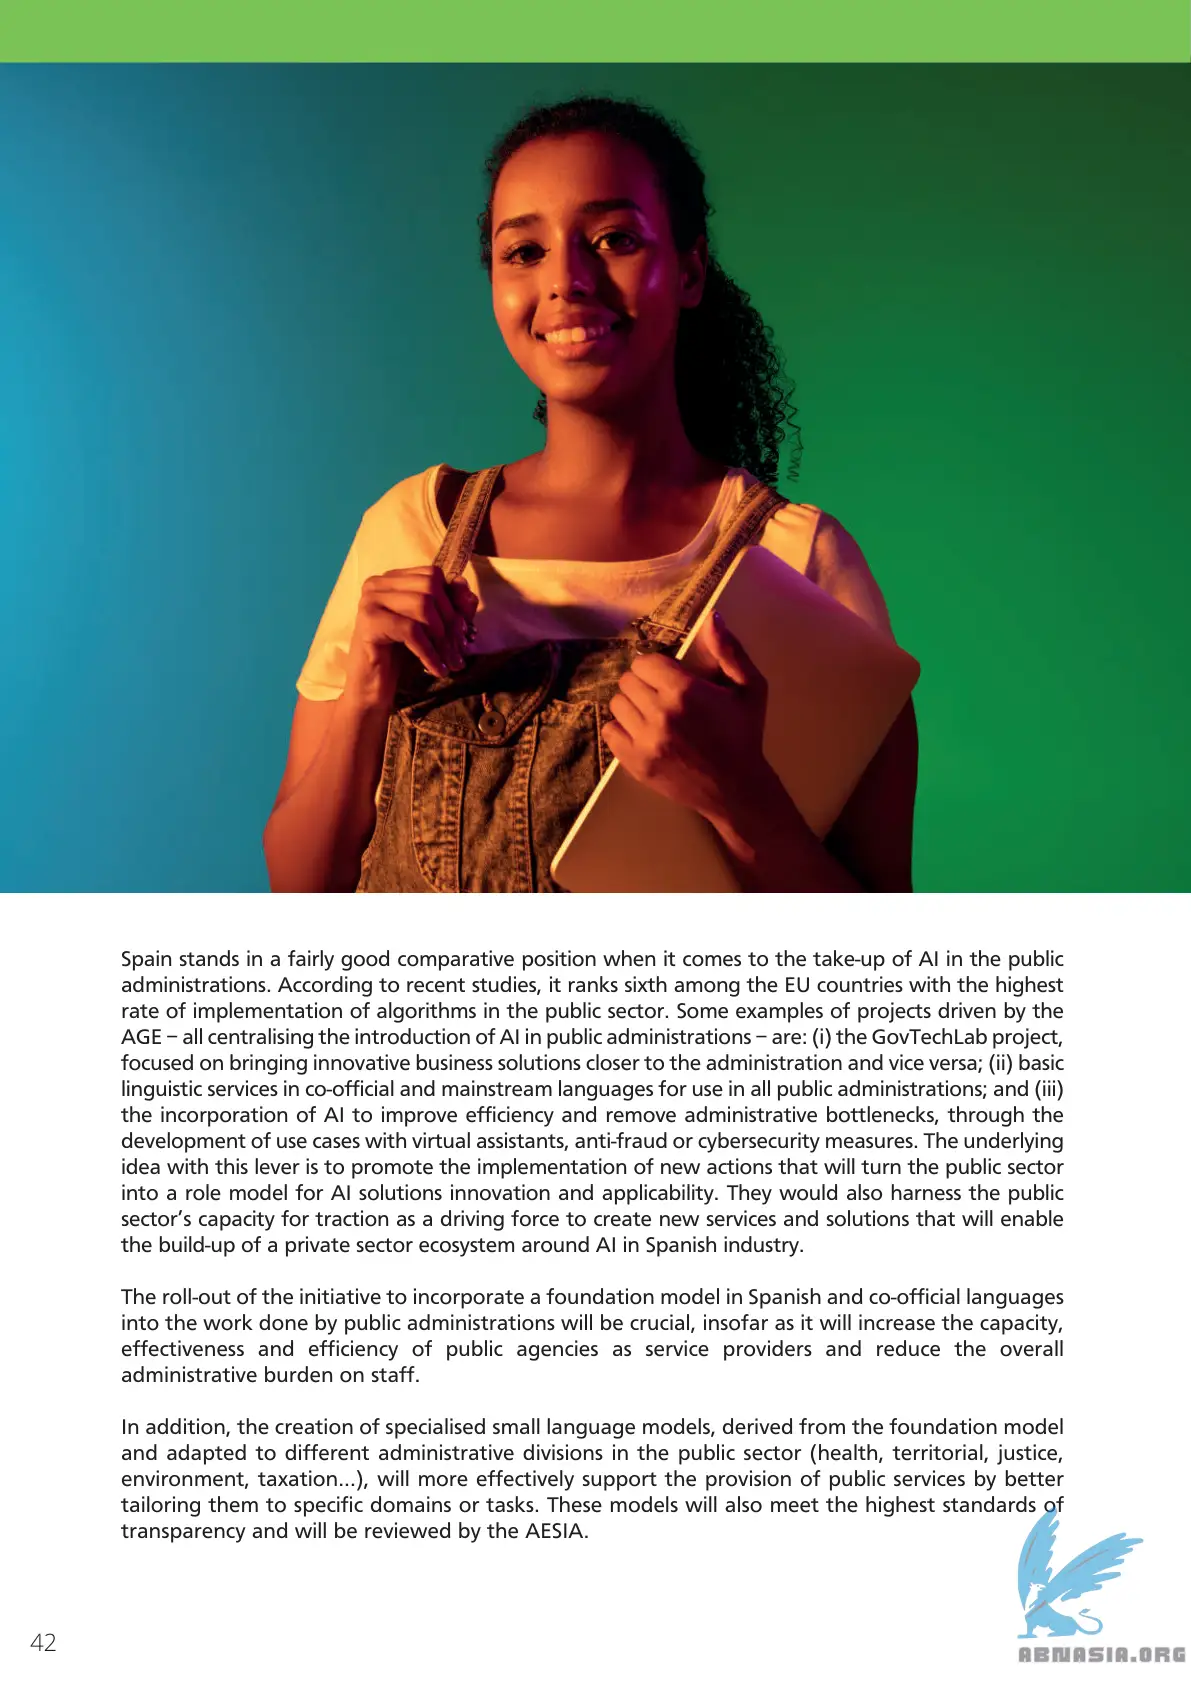 Spain stands in a fairly good comparative position when it comes to the take-up of AI in the public
administrations. According to recent studies, it ranks sixth among the EU countries with the highest
rate of implementation of algorithms in the public sector. Some examples of projects driven by the
AGE – all centralising the introduction of AI in public administrations – are: (i) the GovTechLab project,
focused on bringing innovative business solutions closer to the administration and vice versa; (ii) basic
linguistic services in co-official and mainstream languages for use in all public administrations; and (iii)
the incorporation of AI to improve efficiency and remove administrative bottlenecks, through the
development of use cases with virtual assistants, anti-fraud or cybersecurity measures. The underlying
idea with this lever is to promote the implementation of new actions that will turn the public sector
into a role model for AI solutions innovation and applicability. They would also harness the public
sector’s capacity for traction as a driving force to create new services and solutions that will enable
the build-up of a private sector ecosystem around AI in Spanish industry.
The roll-out of the initiative to incorporate a foundation model in Spanish and co-official languages
into the work done by public administrations will be crucial, insofar as it will increase the capacity,
effectiveness and efficiency of public agencies as service providers and reduce the overall
administrative burden on staff.
In addition, the creation of specialised small language models, derived from the foundation model
and adapted to different administrative divisions in the public sector (health, territorial, justice,
environment, taxation...), will more effectively support the provision of public services by better
tailoring them to specific domains or tasks. These models will also meet the highest standards of
transparency and will be reviewed by the AESIA.
42
ABNASIA.ORG